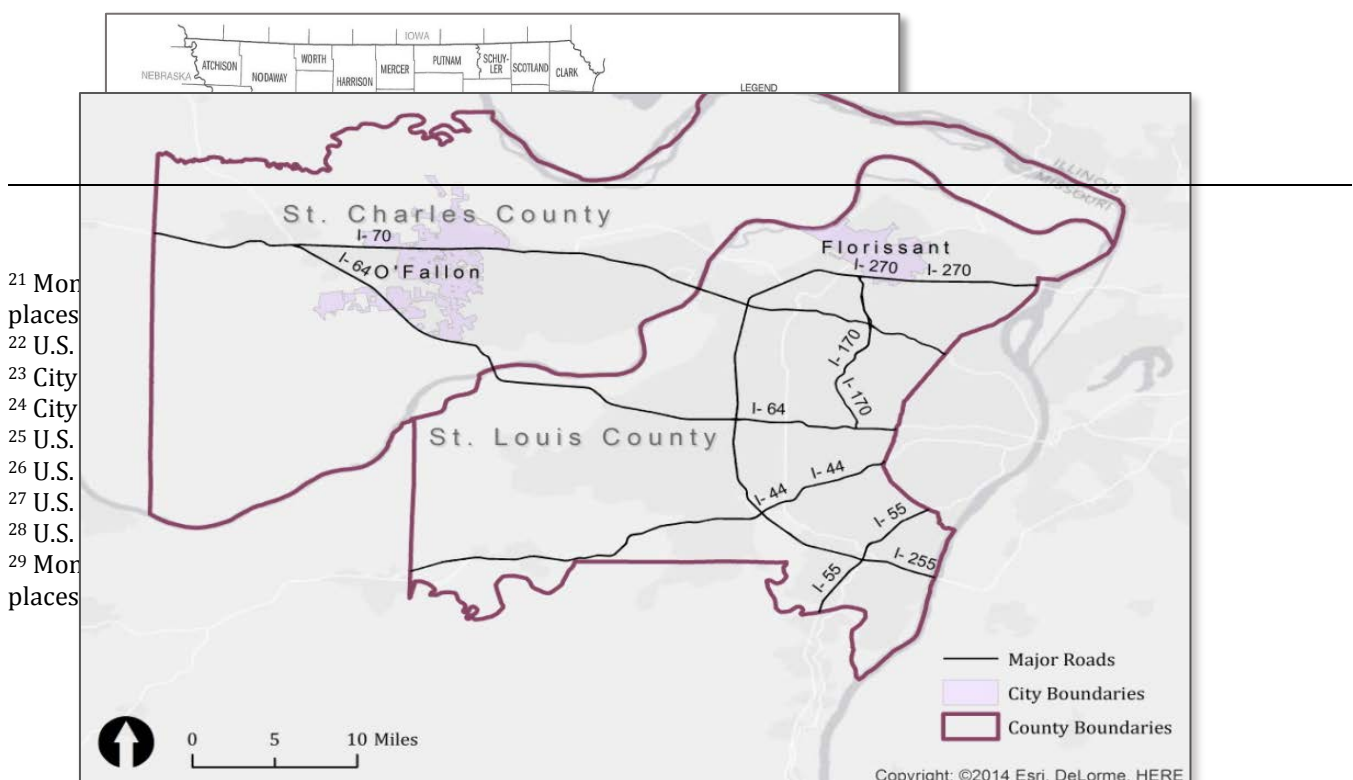 IOWA
NEBRASKA
ATCHISON
NODAWAY
WORTH
HARRISON
MERCER
PUTNAM
SCHUY-
LER
SCOTLAND
CLARK
LEGEND
ILLINOIS
MISSOURI
St. Charles County
I- 70
I- 64
O'Fallon
Florissant
I- 270
I- 270
I- 170
I- 170
I- 64
St. Louis County
I- 44
I- 44
I- 55
I- 255
I- 55
21 Mon
places
22 U.S.
23 City
24 City
25 U.S.
26 U.S.
27 U.S.
28 U.S.
29 Mon
places
Major Roads
City Boundaries
County Boundaries
0 5 10 Miles
Copyright: ©2014 Esri, DeLorme, HERE